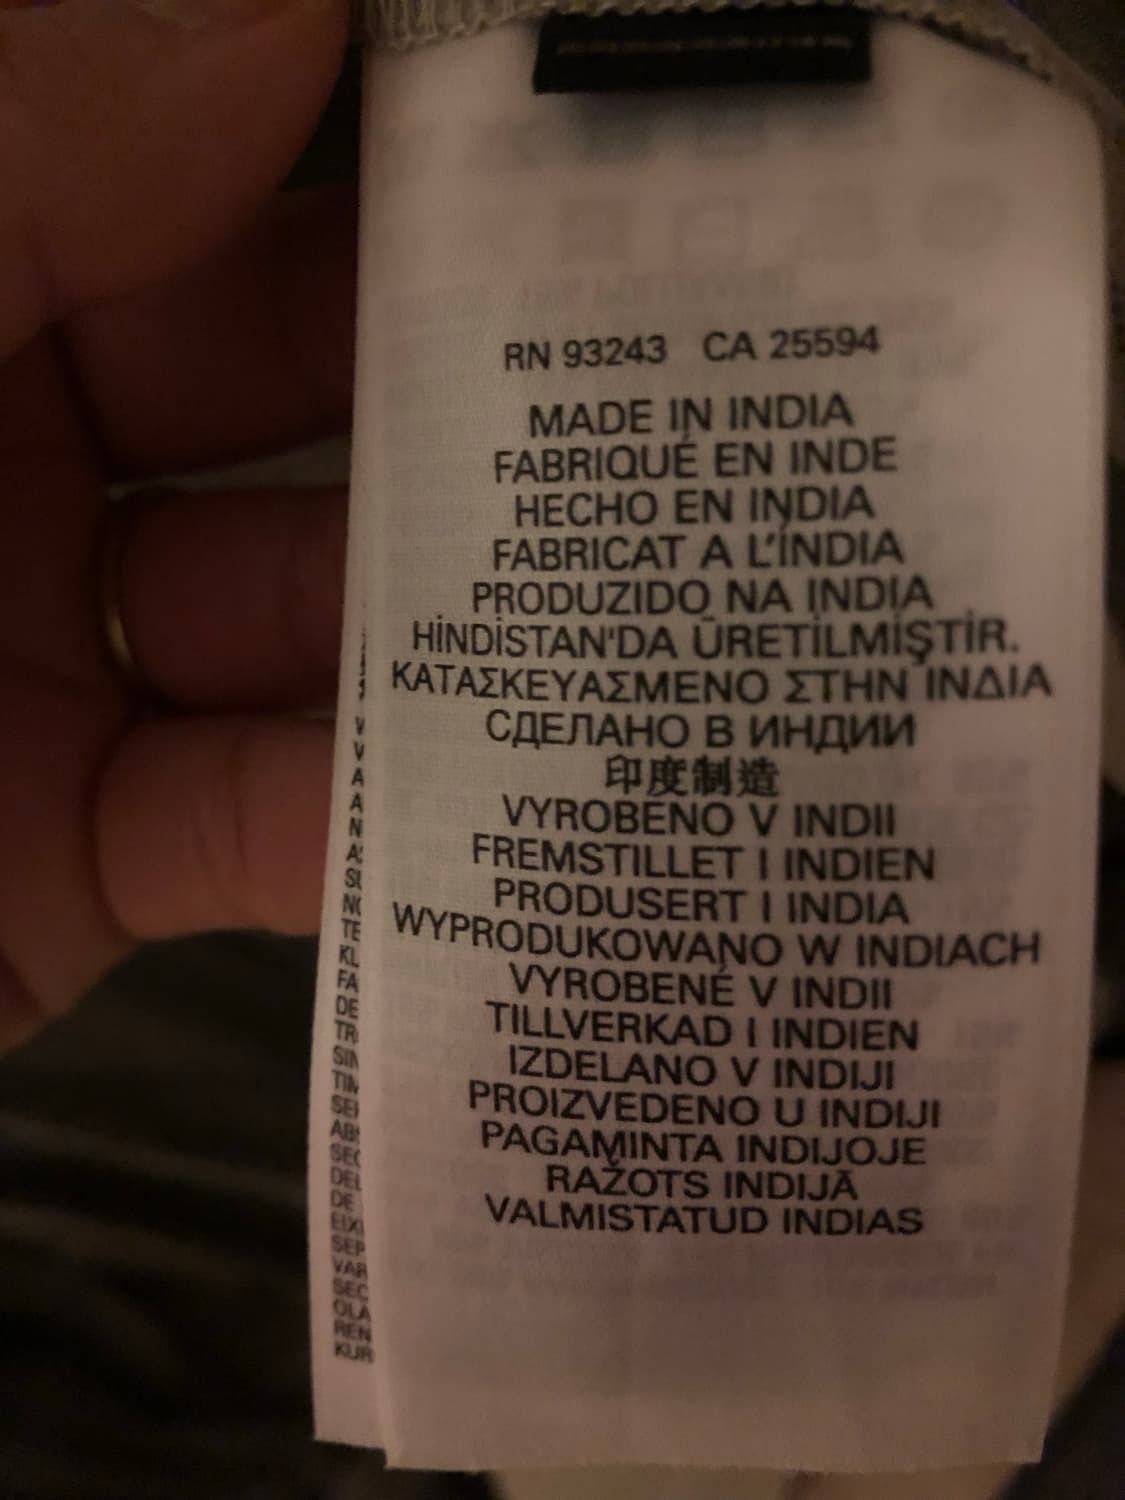 RN 93243 CA 25594
MADE IN INDIA
FABRIQUÉ EN INDE
HECHO EN INDIA
FABRICAT A L'ÍNDIA
PRODUZIDO NA ÍNDIA
HİNDİSTAN'DA ÜRETİLMİŞTİR.
ΚΑΤΑΣΚΕΥΑΣΜΕΝΟ ΣΤΗΝ ΙΝΔΙΑ
СДЕЛАНО В ИНДИИ
印度制造
VYROBENO V INDII
FREMSTILLET I INDIEN
PRODUSERT I INDIA
WYPRODUKOWANO W INDIACH
VYROBENÉ V INDII
TILLVERKAD I INDIEN
IZDELANO V INDIJI
PROIZVEDENO U INDIJI
PAGAMINTA INDIJOJE
RAŽOTS INDIJĀ
VALMISTATUD INDIAS